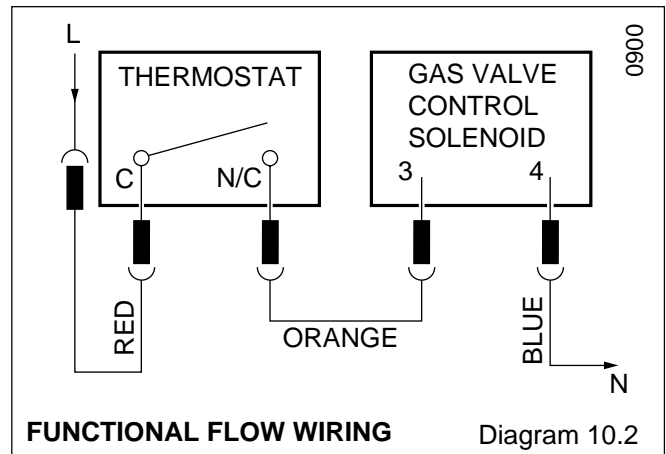 L
THERMOSTAT
C
N/C
GAS VALVE
CONTROL
SOLENOID
3
4
0900
RED
ORANGE
BLUE
N
FUNCTIONAL FLOW WIRING
Diagram 10.2